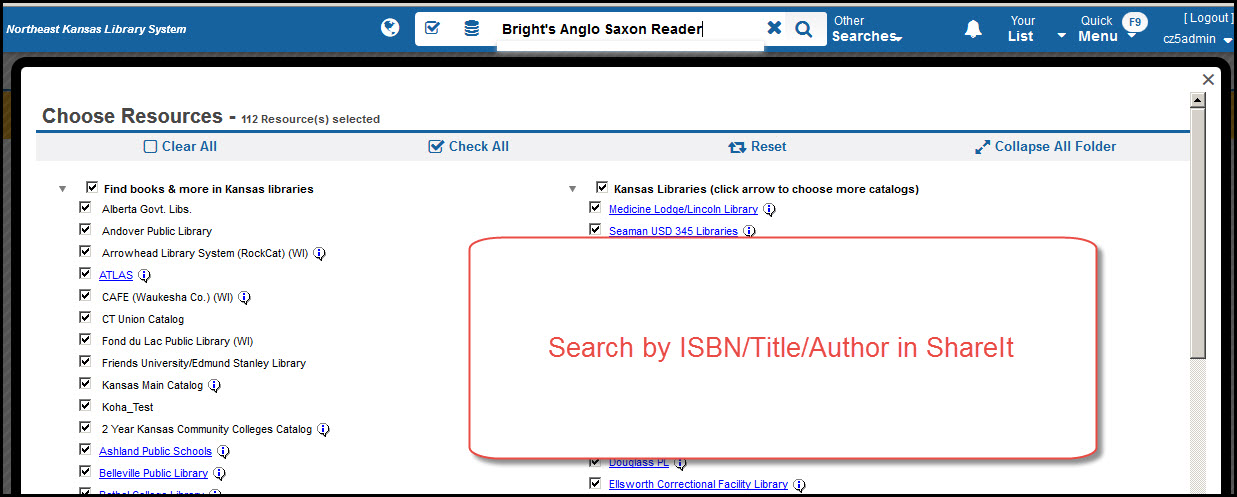 Northeast Kansas Library System
Bright's Anglo Saxon Reader
Other
Searches
Your
List
Quick
Menu
F9
[ Logout ]
cz5admin
Choose Resources - 112 Resource(s) selected
Clear All
Check All
Reset
Collapse All Folder
Find books & more in Kansas libraries
Alberta Govt. Libs.
Andover Public Library
Arrowhead Library System (RockCat) (WI)
ATLAS
CAFE (Waukesha Co.) (WI)
CT Union Catalog
Fond du Lac Public Library (WI)
Friends University/Edmund Stanley Library
Kansas Main Catalog
Koha_Test
2 Year Kansas Community Colleges Catalog
Ashland Public Schools
Belleville Public Library
Bethel College Library
Kansas Libraries (click arrow to choose more catalogs)
Medicine Lodge/Lincoln Library
Seaman USD 345 Libraries
Search by ISBN/Title/Author in ShareIt
Douglass PL
Ellsworth Correctional Facility Library